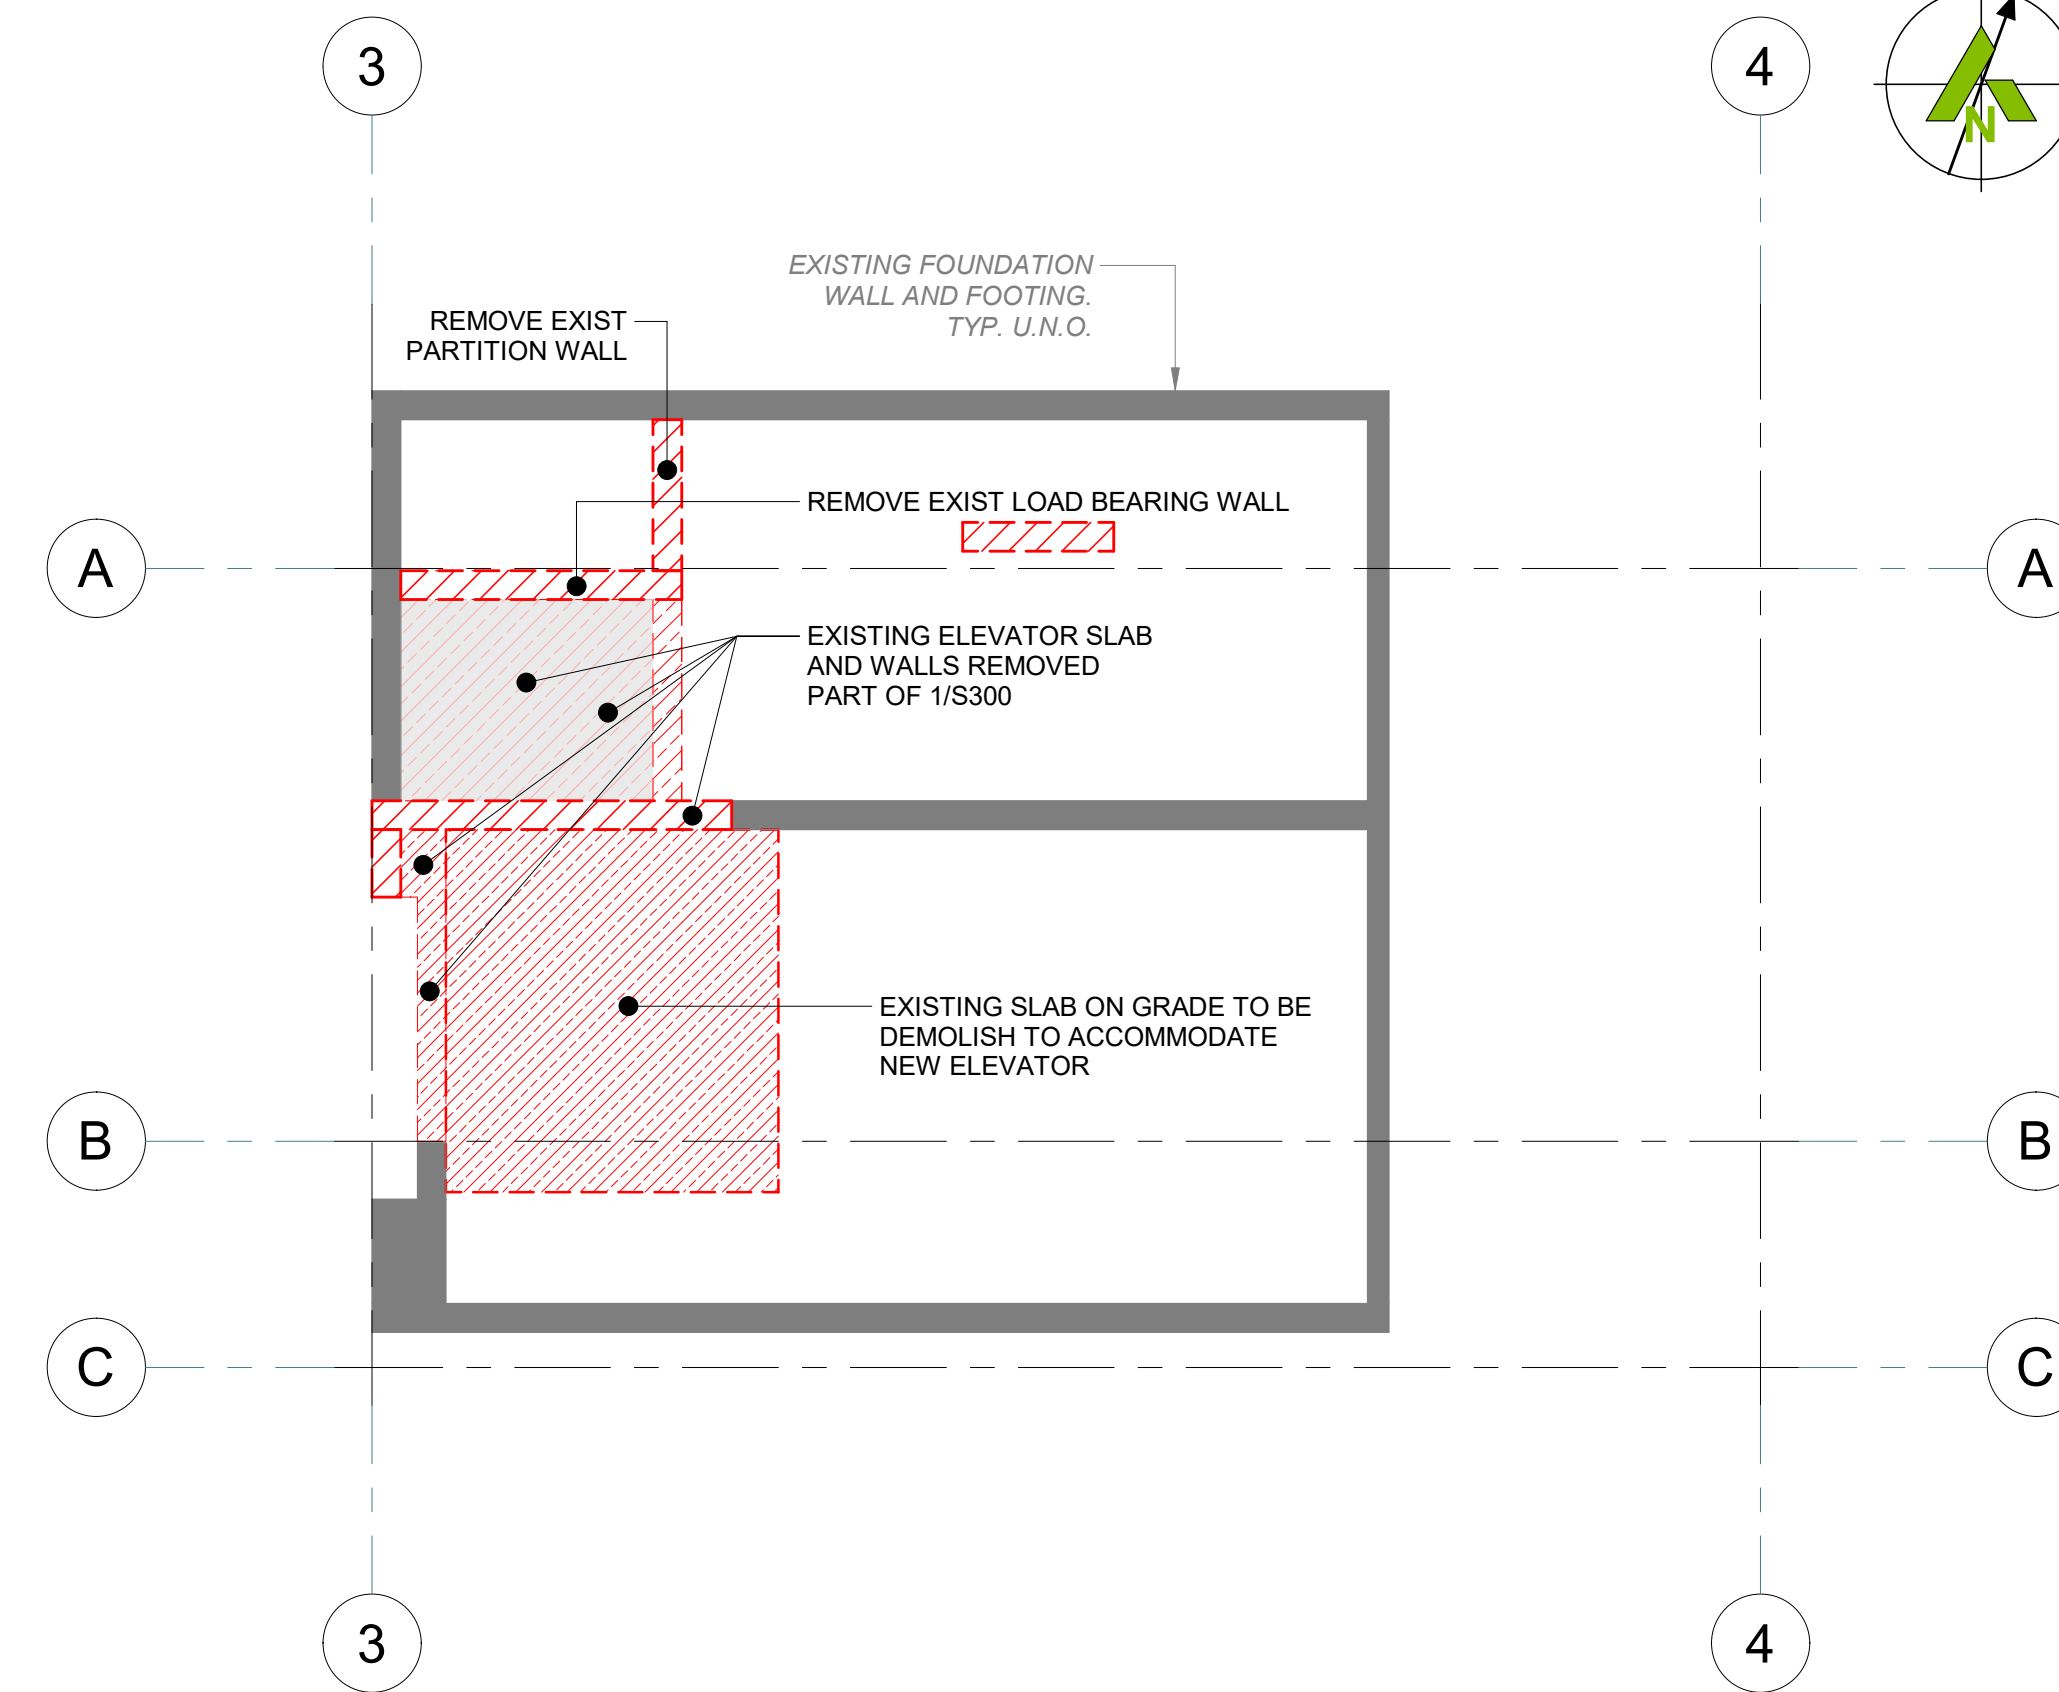 3
4
N
EXISTING FOUNDATION
WALL AND FOOTING.
TYP. U.N.O.
REMOVE EXIST
PARTITION WALL
REMOVE EXIST LOAD BEARING WALL
A
A
EXISTING ELEVATOR SLAB
AND WALLS REMOVED
PART OF 1/S300
EXISTING SLAB ON GRADE TO BE
DEMOLISH TO ACCOMMODATE
NEW ELEVATOR
B
B
C
C
3
4